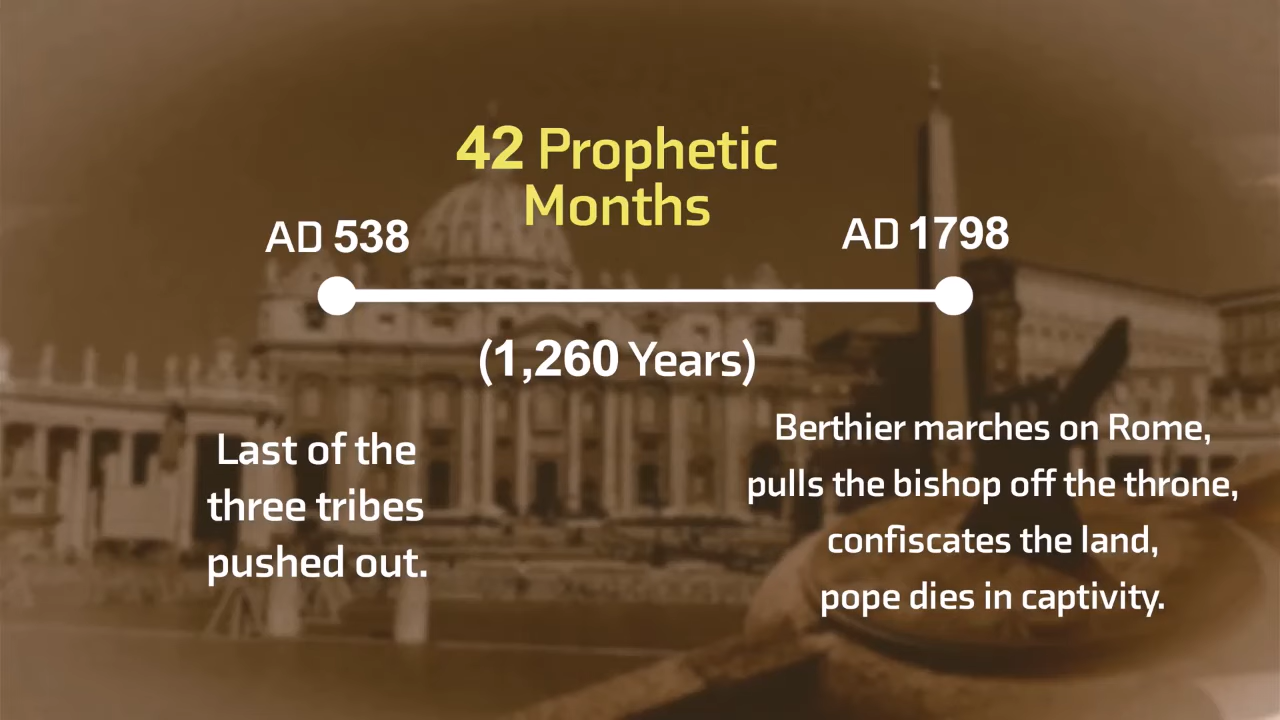 42 Prophetic
Months
AD 538
AD 1798
(1,260 Years)
Last of the
three tribes
pushed out.
Berthier marches on Rome,
pulls the bishop off the throne,
confiscates the land,
pope dies in captivity.